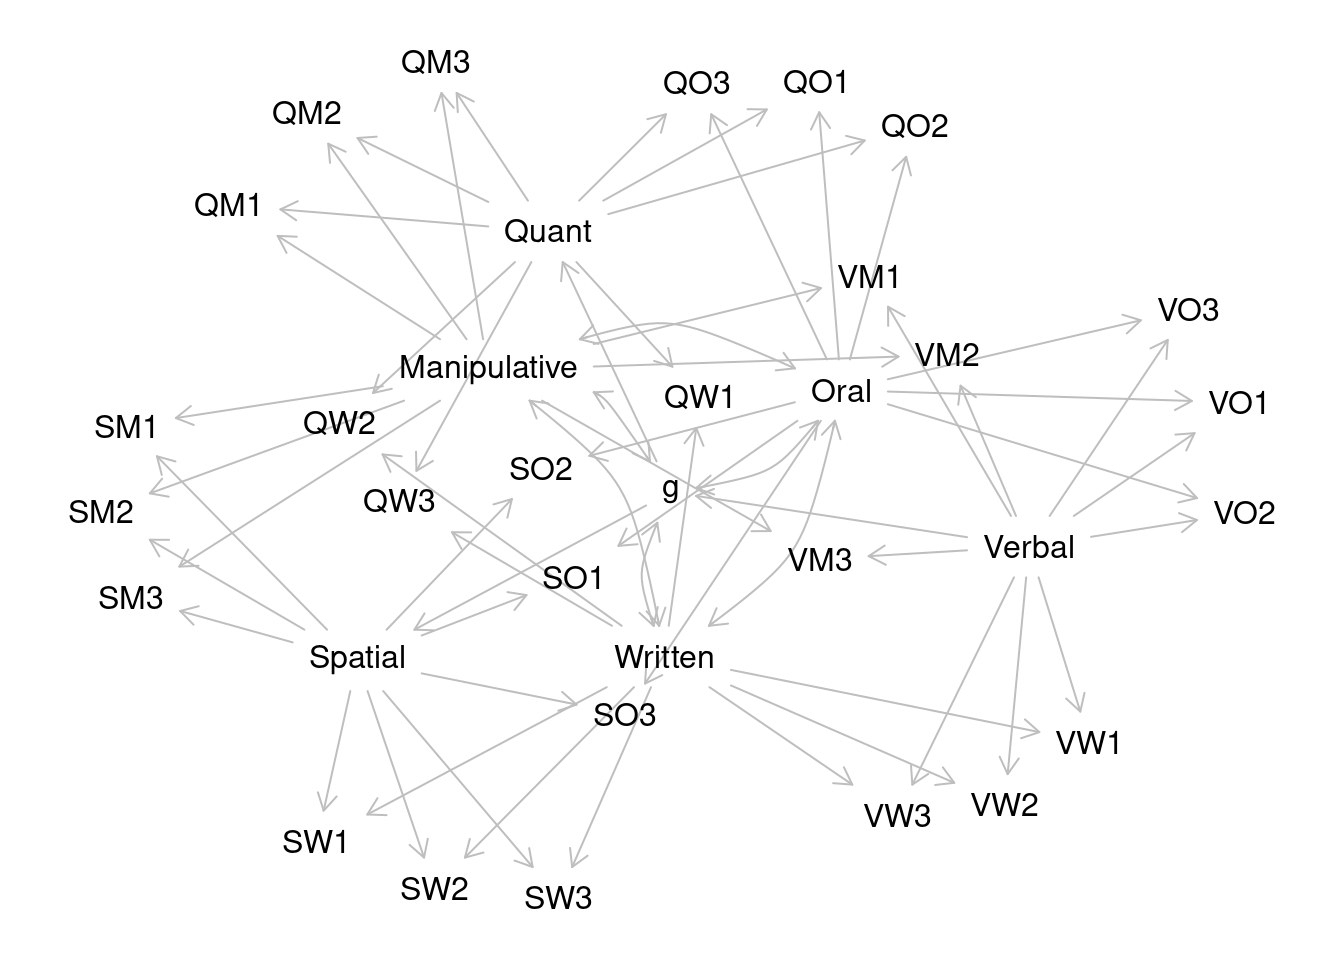 QM3
QO3
QO1
QM2
QO2
QM1
Quant
VM1
VO3
VM2
Manipulative
Oral
QW1
VO1
SM1
QW2
SO2
g
QW3
SM2
VO2
Verbal
VM3
SO1
SM3
Spatial
Written
SO3
VW1
VW2
VW3
SW1
SW2
SW3